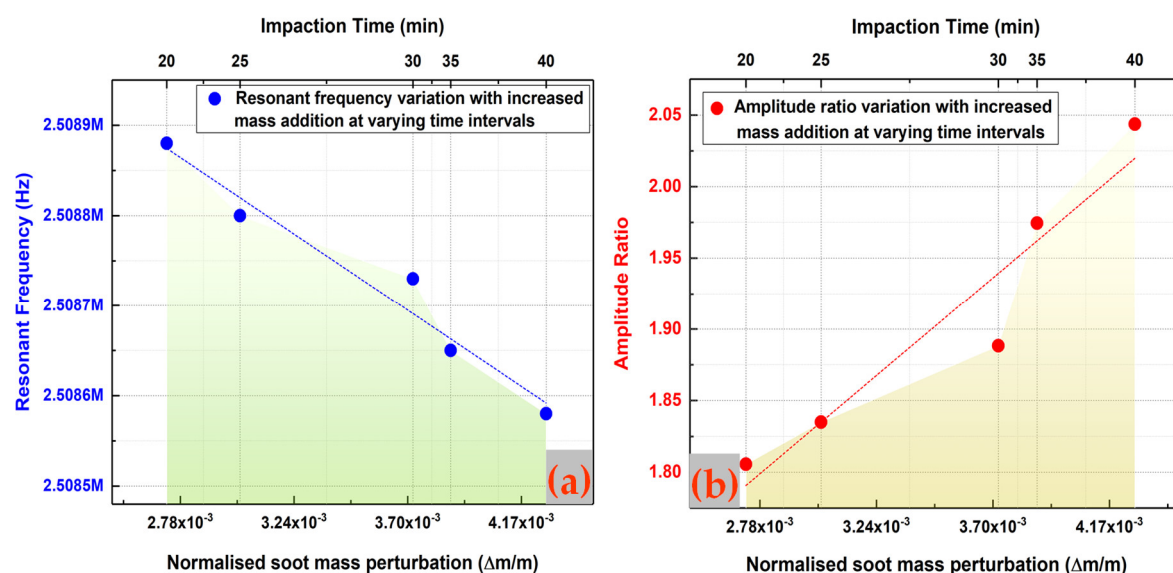 Impaction Time (min)
20 25 30 35 40
Resonant frequency variation with increased
mass addition at varying time intervals
2.5089M
2.5088M
2.5087M
2.5086M
2.5085M
Resonant Frequency (Hz)
(a)
2.78x10⁻³ 3.24x10⁻³ 3.70x10⁻³ 4.17x10⁻³
Normalised soot mass perturbation (Δm/m)
Impaction Time (min)
20 25 30 35 40
Amplitude ratio variation with increased
mass addition at varying time intervals
2.05
2.00
1.95
1.90
1.85
1.80
Amplitude Ratio
(b)
2.78x10⁻³ 3.24x10⁻³ 3.70x10⁻³ 4.17x10⁻³
Normalised soot mass perturbation (Δm/m)